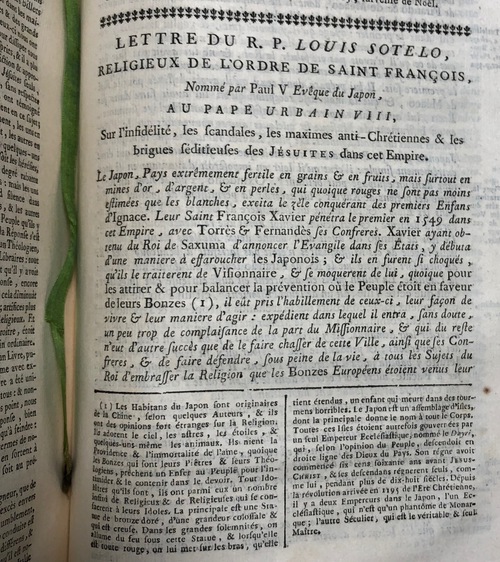 LETTRE DU R. P. LOUIS SOTELO,
RELIGIEUX DE L'ORDRE DE SAINT FRANÇOIS,
Nommé par Paul V Evêque du Japon,
AU PAPE URBAIN VIII,
Sur l'infidélité, les scandales, les maximes anti-Chrétiennes & les
brigues séditieuses des JÉSUITES dans cet Empire.
Le Japon, Pays extrêmement fertile en grains & en fruits, mais surtout en
mines d'or, d'argent, & en perles, qui quoique rouges ne sont pas moins
estimées que les blanches, excita le zêle conquérant des premiers Enfans
d'Ignace. Leur Saint François Xavier pénétra le premier en 1549 dans
cet Empire, avec Torrès & Fernandès ses Confreres. Xavier ayant ob-
tenu du Roi de Saxuma d'annoncer l'Evangile dans ses Etats, y débuta
d'une maniere à effaroucher les Japonois; & ils en furent si choqués,
qu'ils le traiterent de Visionnaire, & se moquerent de lui, quoique pour
les attirer & pour balancer la prévention où le Peuple étoit en faveur
de leurs Bonzes (1), il eût pris l'habillement de ceux-ci, leur façon de
vivre & leur maniere d'agir: expédient dans lequel il entra, sans doute,
un peu trop de complaisance de la part du Missionnaire, & qui du reste
n'eut d'autre succès que de le faire chasser de cette Ville, ainsi que ses Con-
freres, & de faire défendre, sous peine de la vie, à tous les Sujets du
Roi d'embrasser la Religion que les Bonzes Européens étoient venus leur
(1) Les Habitans du Japon sont originaires
de la Chine, selon quelques Auteurs, & ils
ont des opinions fort étranges sur la Religion.
Ils adorent le ciel, les astres, les étoiles, &
quelques-uns même les animaux. Ils nient la
Providence & l'immortalité de l'ame; quoique
les Bonzes qui sont leurs Prêtres & leurs Théo-
logiens, prêchent un Enfer au Peuple pour l'inti-
mider & le contenir dans le devoir. Tout Ido-
lâtres qu'ils sont, ils ont parmi eux un nombre
infini de Religieux & de Religieuses qui se con-
sacrent à leurs Idoles. La principale est une Sta-
tue de bronze doré, d'une grandeur colossale &
qui est creuse. Dans les grandes solemnités, on
allume du feu sous cette Statue, & lorsqu'elle
est toute rouge, on lui met sur les bras, qu'elle
tient étendus, un enfant qui meure dans des tour-
mens horribles. Le Japon est un assemblage d'Isles,
dont la principale donne le nom à tout le Corps.
Toutes ces Isles étoient autrefois gouvernées par
un seul Empereur Ecclésiastique, nommé le Dayri,
qui, selon l'opinion du Peuple, descendoit en
droite ligne des Dieux du Pays. Son régne avoit
commencé six cens soixante ans avant JESUS-
CHRIST, & ses descendans régnerent seuls, com-
me lui, pendant plus de dix-huit siécles. Depuis
la révolution arrivée en 1195 de l'Ere Chrétienne,
il y a deux Empereurs dans le Japon, l'un Ec-
clésiastique, qui n'est qu'un phantôme de Monar-
que; l'autre Séculier, qui est le véritable & seul
Maître.